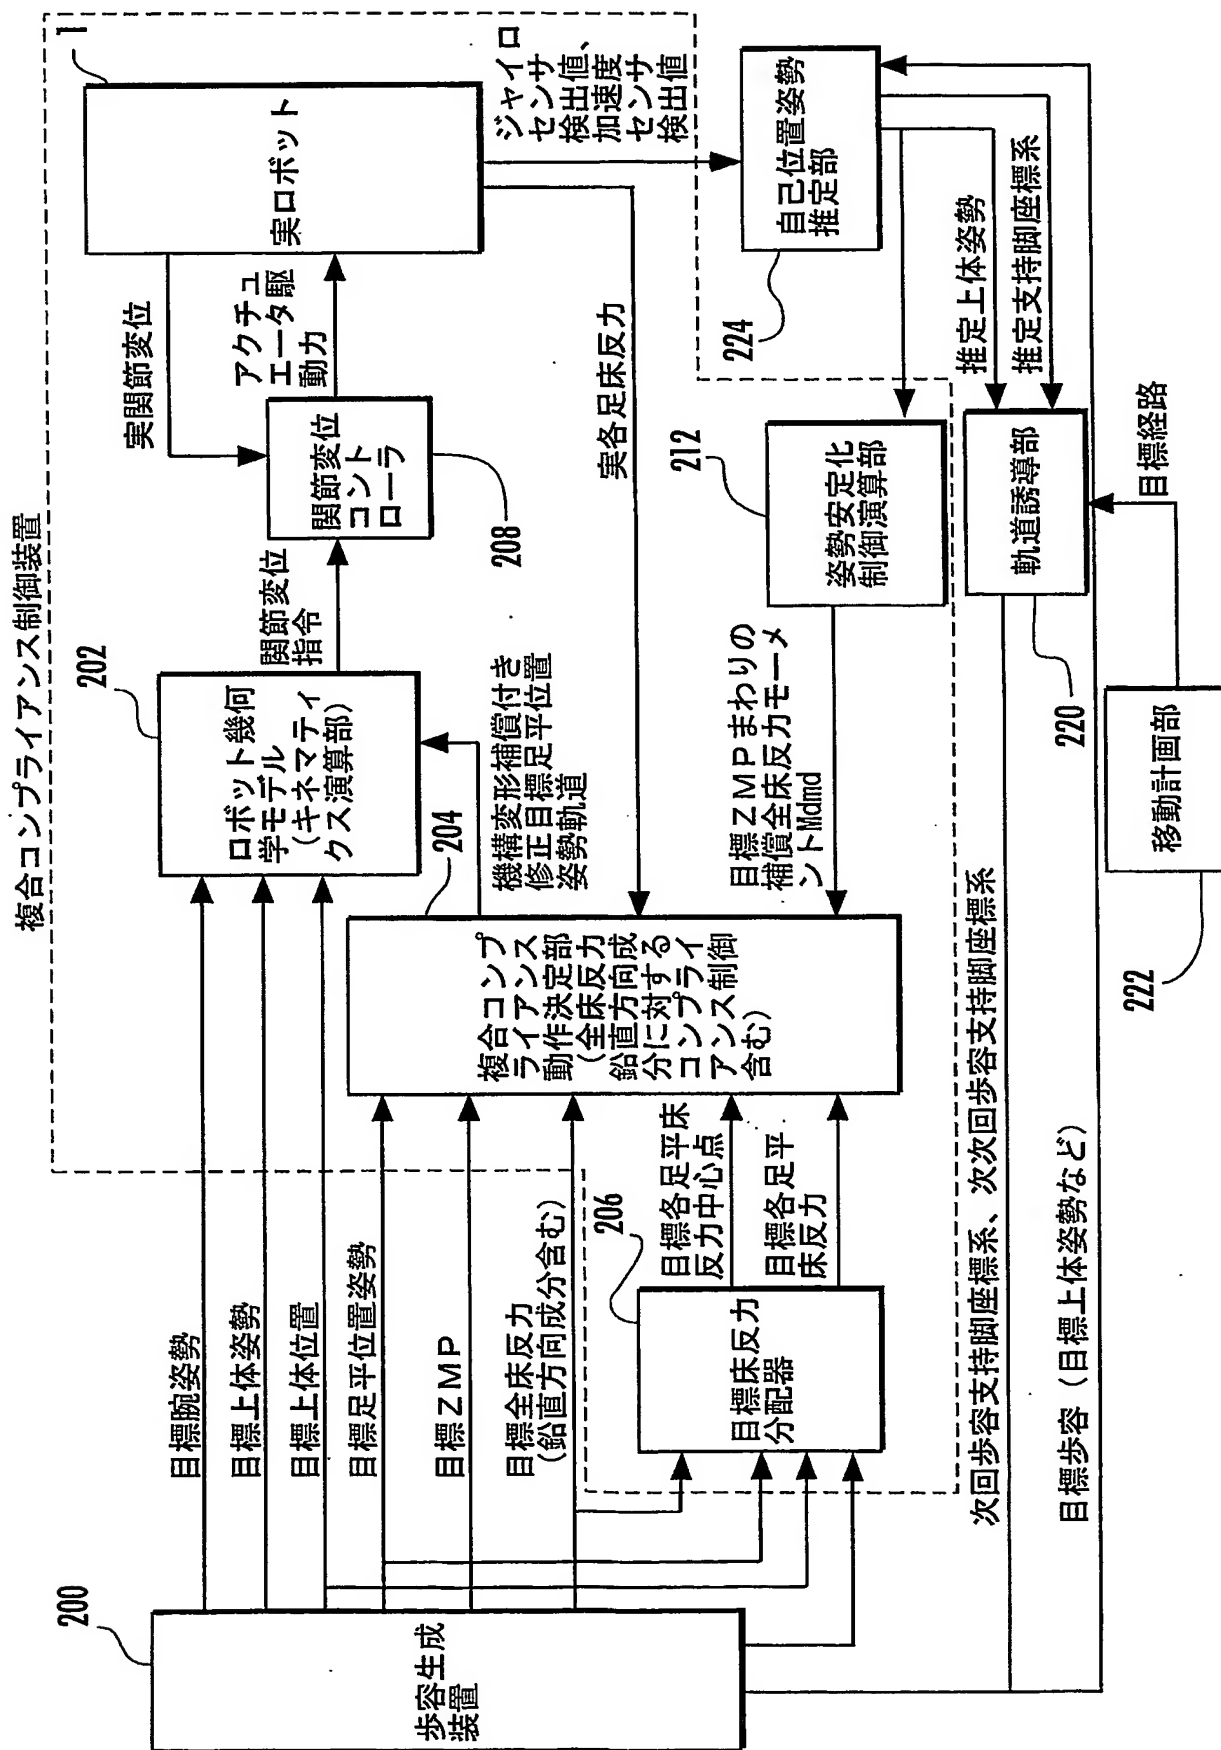 複合コンプライアンス制御装置
200
歩容生成
装置
目標腕姿勢
目標上体姿勢
目標上体位置
目標足平位置姿勢
目標ZMP
目標全床反力
(鉛直方向成分含む)
202
ロボット幾何
学モデル
(キネマティ
クス演算部)
関節変位
指令
関節変位
コント
ローラ
208
実関節変位
アクチュ
エータ駆
動力
実ロボット
1
204
複合コンプ
ライアンス
動作決定部
(全床反力
鉛直方向成
分に対する
コンプライ
アンス制御
含む)
機構変形補償付き
修正目標足平位置
姿勢軌道
実各足床反力
ジャイロ
センサ
検出値、
加速度
センサ
検出値
206
目標床反力
分配器
目標各足平床
反力中心点
目標各足平
床反力
目標ZMPまわりの
補償全床反力モーメ
ントMdmd
212
姿勢安定化
制御演算部
224
自己位置姿勢
推定部
推定上体姿勢
推定支持脚座標系
次回歩容支持脚座標系、次次回歩容支持脚座標系
軌道誘導部
220
目標経路
目標歩容(目標上体姿勢など)
移動計画部
222